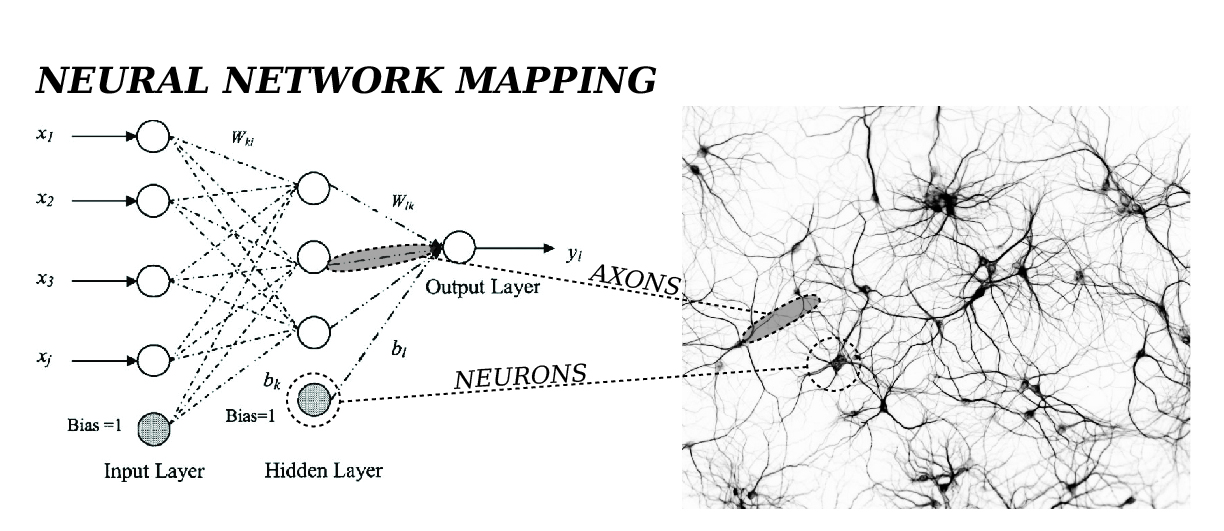 NEURAL NETWORK MAPPING
x1
Wki
x2
Wlk
yl
AXONS
x3
Output Layer
xj
bl
bk
NEURONS
Bias=1
Bias =1
Input Layer
Hidden Layer